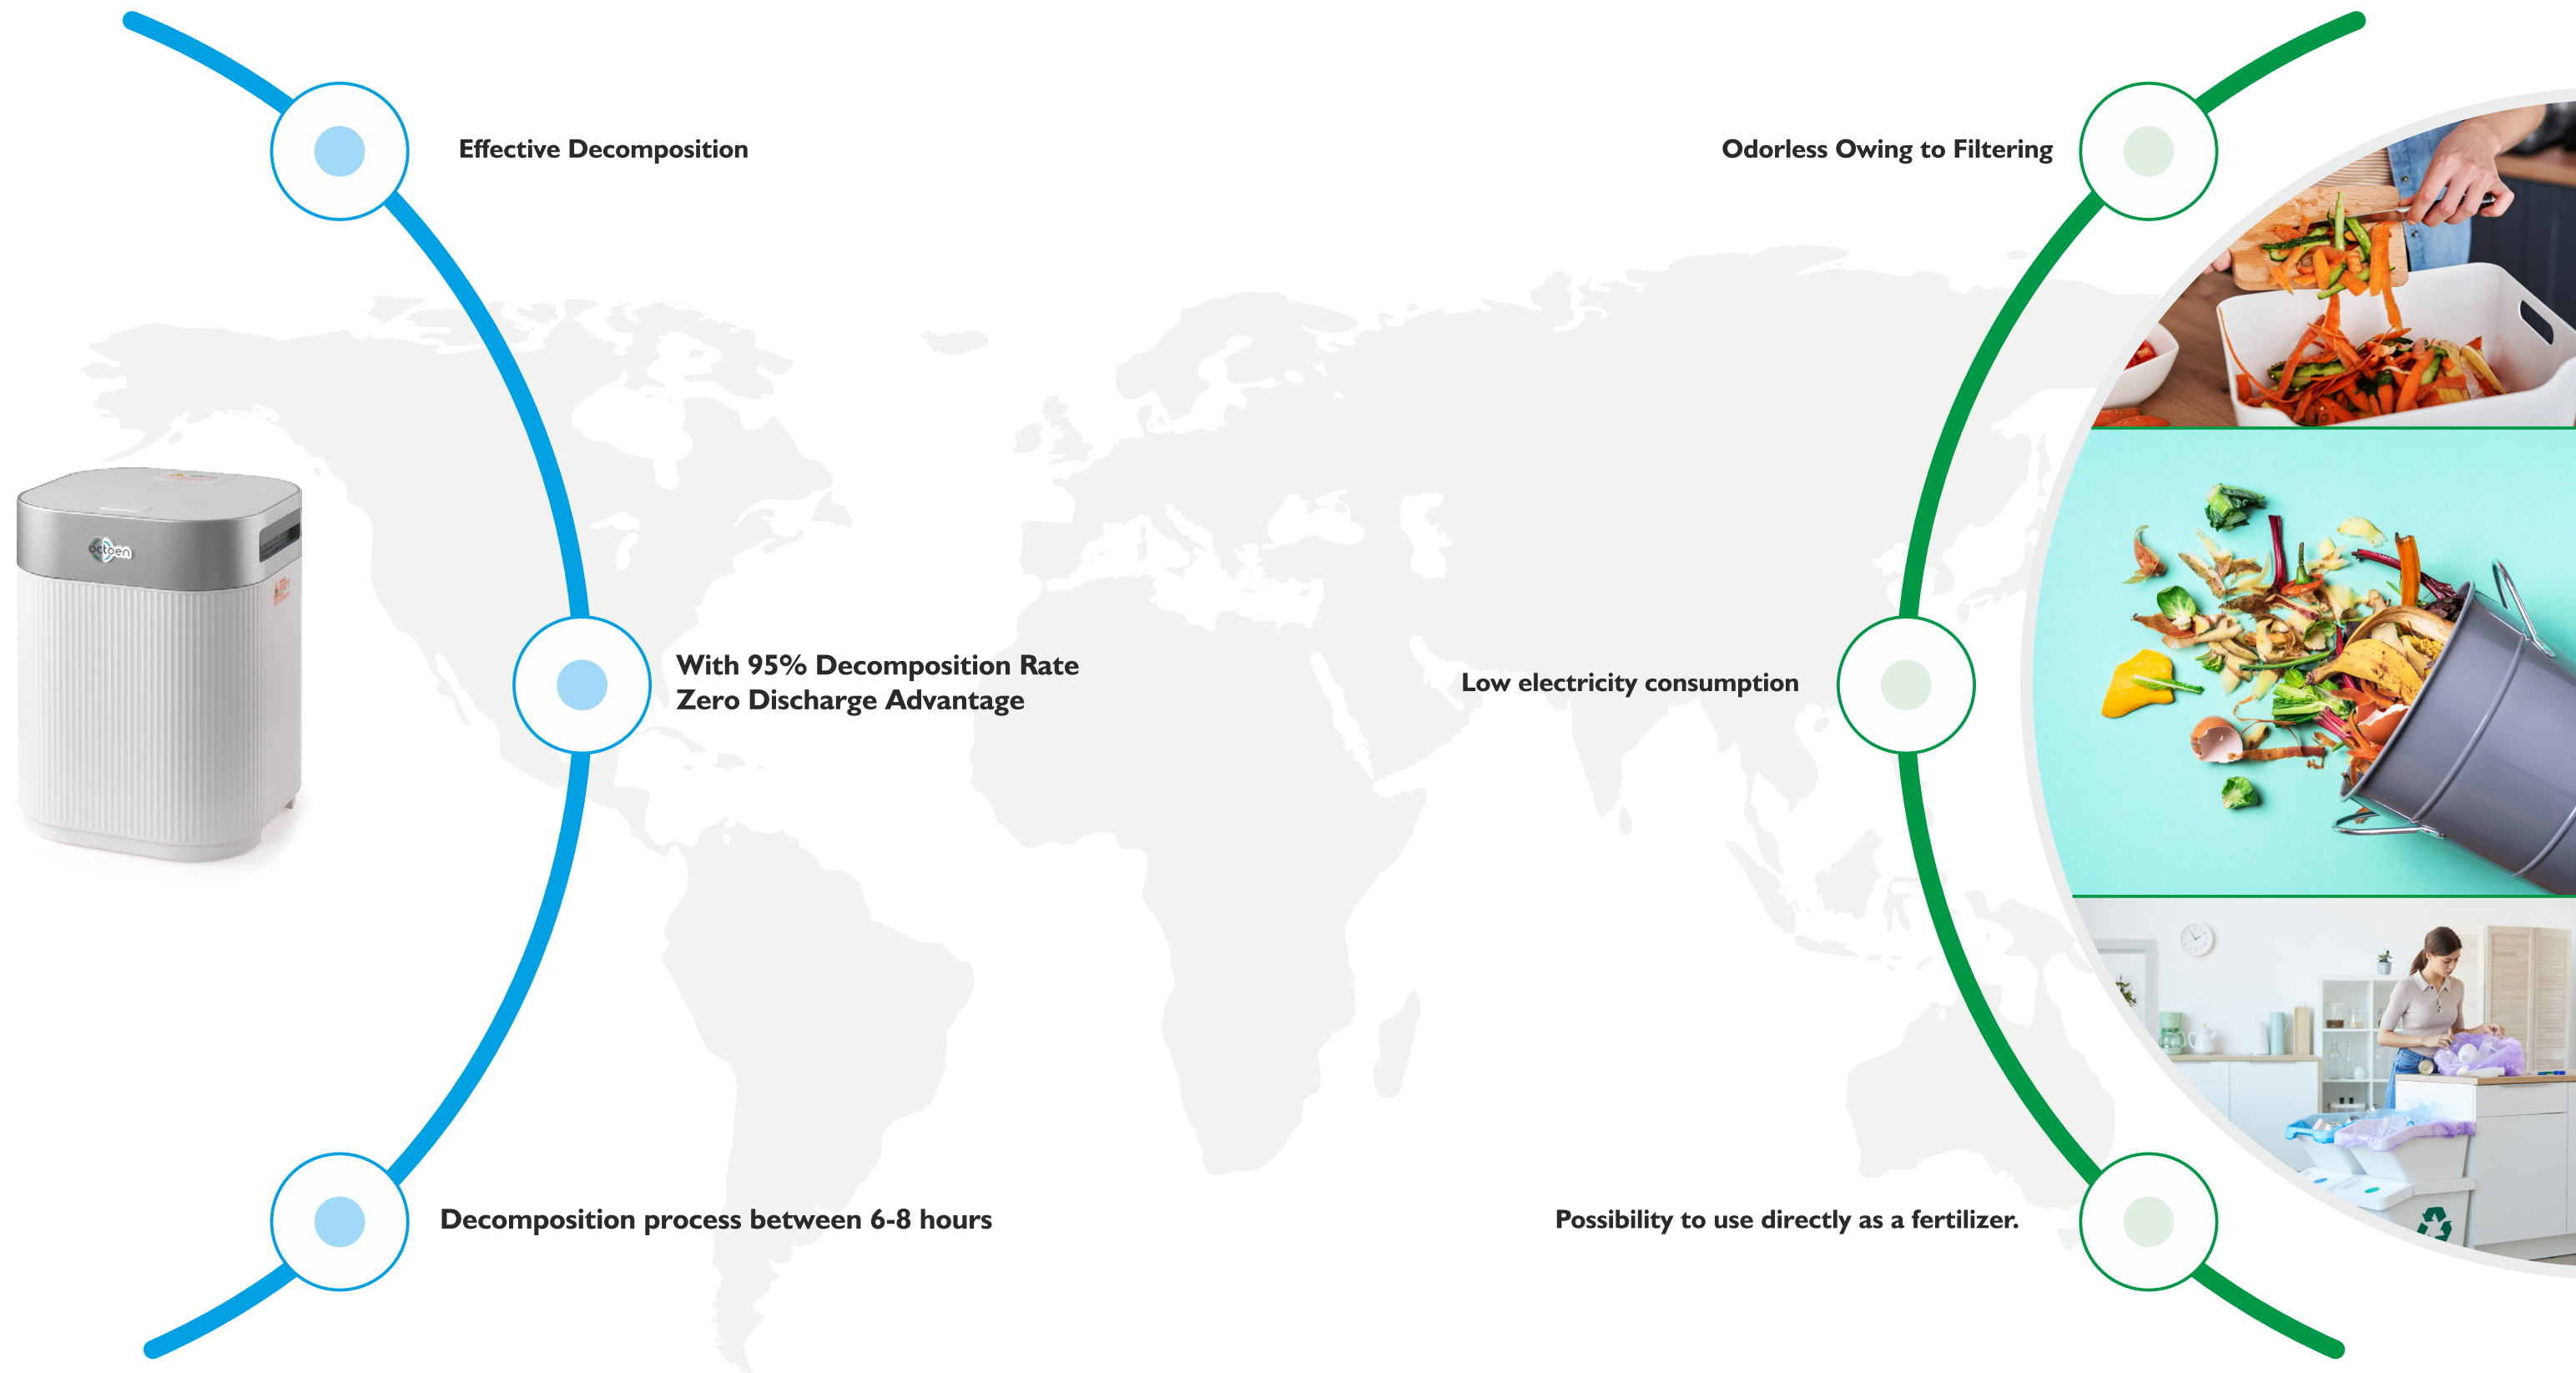 Effective Decomposition
Odorless Owing to Filtering
octoen
With 95% Decomposition Rate
Zero Discharge Advantage
Low electricity consumption
Decomposition process between 6-8 hours
Possibility to use directly as a fertilizer.